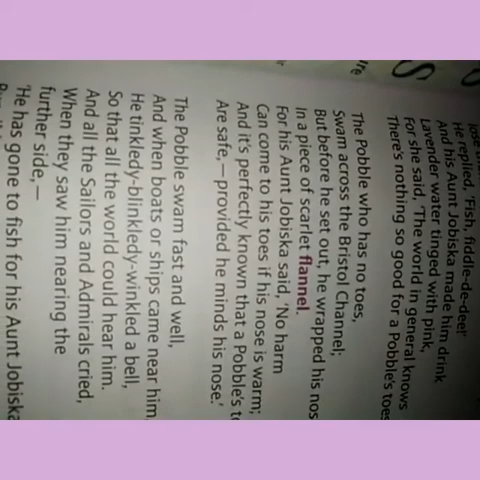 He replied, 'Fish, fiddle-de-dee!'
And his Aunt Jobiska made him drink
Lavender water tinged with pink,
For she said, 'The world in general knows
There's nothing so good for a Pobble's toes
The Pobble who has no toes,
Swam across the Bristol Channel;
But before he set out, he wrapped his nos
In a piece of scarlet flannel.
For his Aunt Jobiska said, 'No harm
Can come to his toes if his nose is warm;
And it's perfectly known that a Pobble's to
Are safe,—provided he minds his nose.'
The Pobble swam fast and well,
And when boats or ships came near him
He tinkledy-blinkledy-winkled a bell,
So that all the world could hear him.
And all the Sailors and Admirals cried,
When they saw him nearing the
further side,—
'He has gone to fish for his Aunt Jobiska